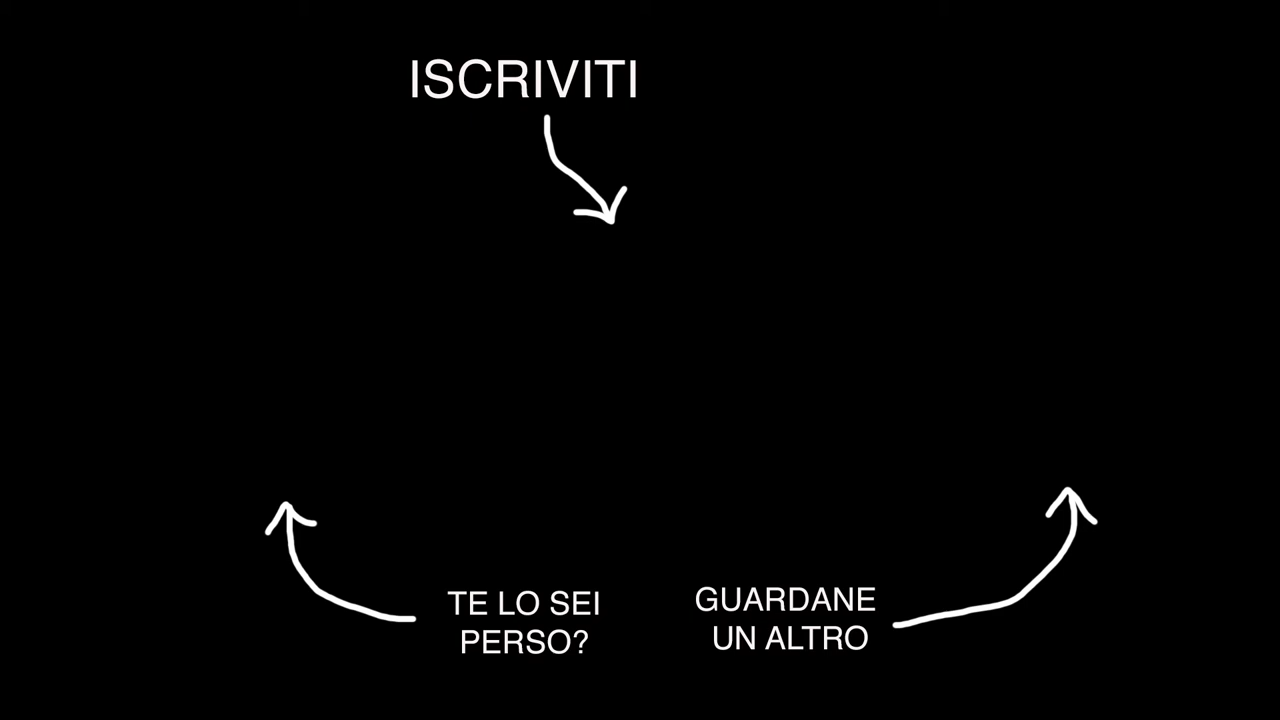 ISCRIVITI
TE LO SEI
PERSO?
GUARDANE
UN ALTRO